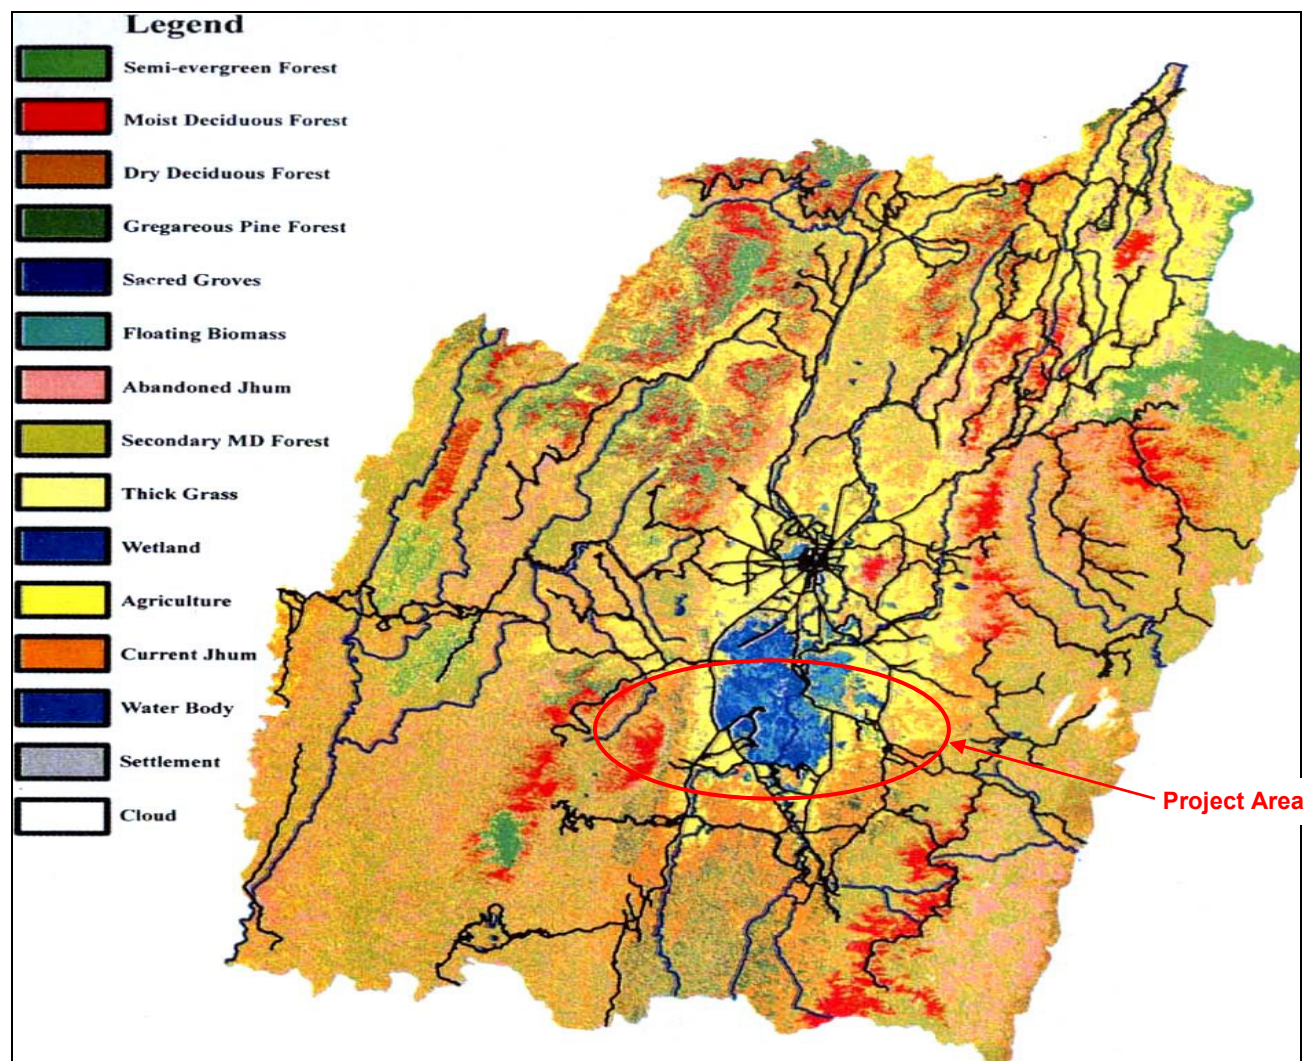 Legend
Semi-evergreen Forest
Moist Deciduous Forest
Dry Deciduous Forest
Gregareous Pine Forest
Sacred Groves
Floating Biomass
Abandoned Jhum
Secondary MD Forest
Thick Grass
Wetland
Agriculture
Current Jhum
Water Body
Settlement
Cloud
Project Area